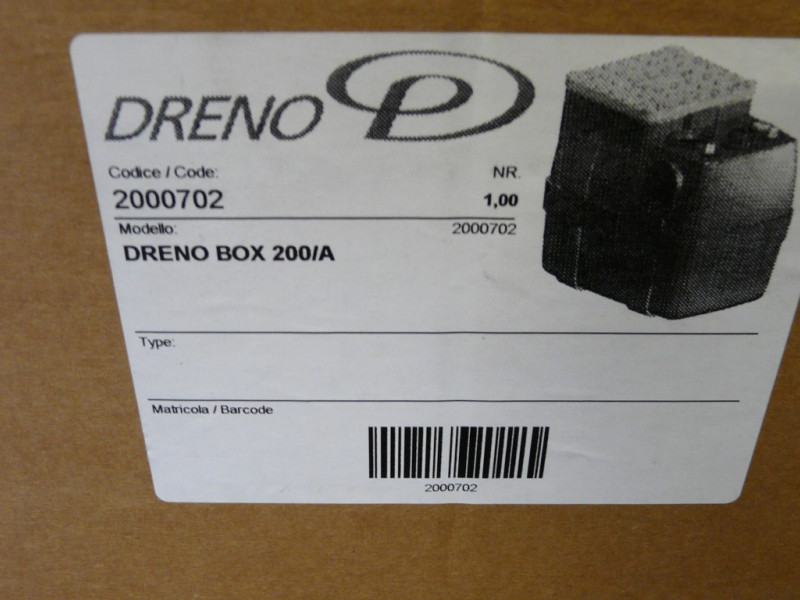 DRENO
Codice / Code: NR.
2000702 1,00
Modello: 2000702
DRENO BOX 200/A
Type:
Matricola / Barcode
2000702